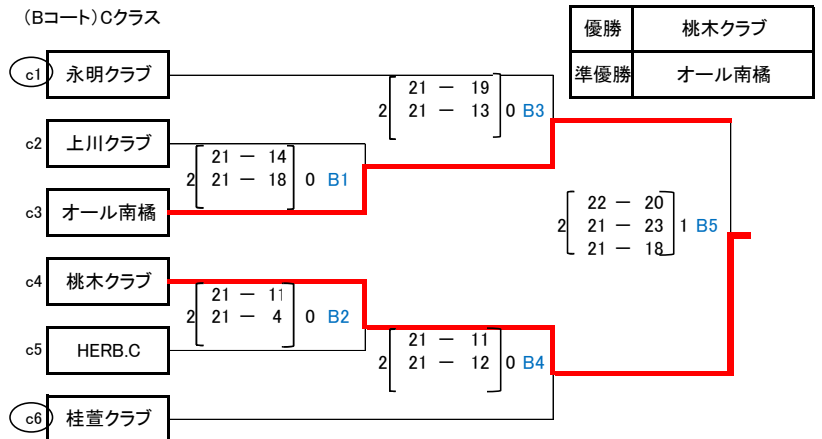 (Bコート)Cクラス
優勝 桃木クラブ
準優勝 オール南橘
c1 永明クラブ
21 － 19
2 21 － 13 0 B3
c2 上川クラブ
21 － 14
2 21 － 18 0 B1
c3 オール南橘
22 － 20
2 21 － 23 1 B5
21 － 18
c4 桃木クラブ
21 － 11
2 21 － 4 0 B2
c5 HERB.C
21 － 11
2 21 － 12 0 B4
c6 桂萱クラブ